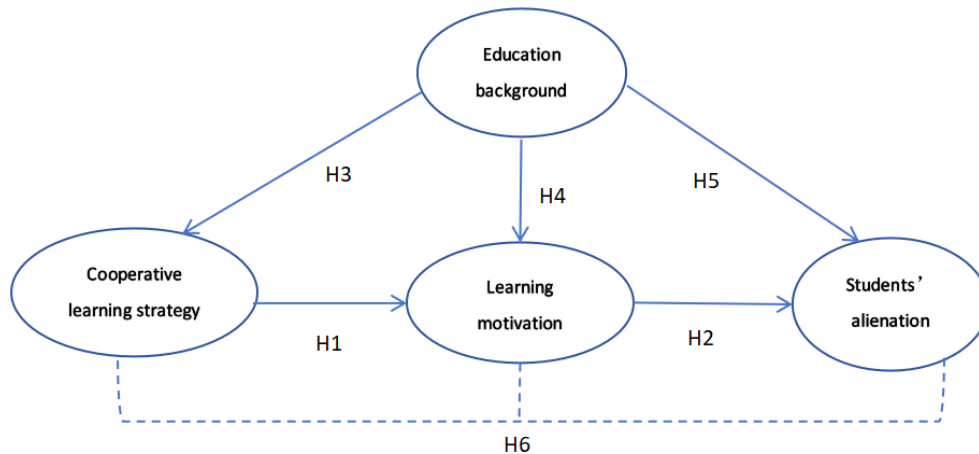 Education
background
H3
H4
H5
Cooperative
learning strategy
Learning
motivation
Students’
alienation
H1
H2
H6